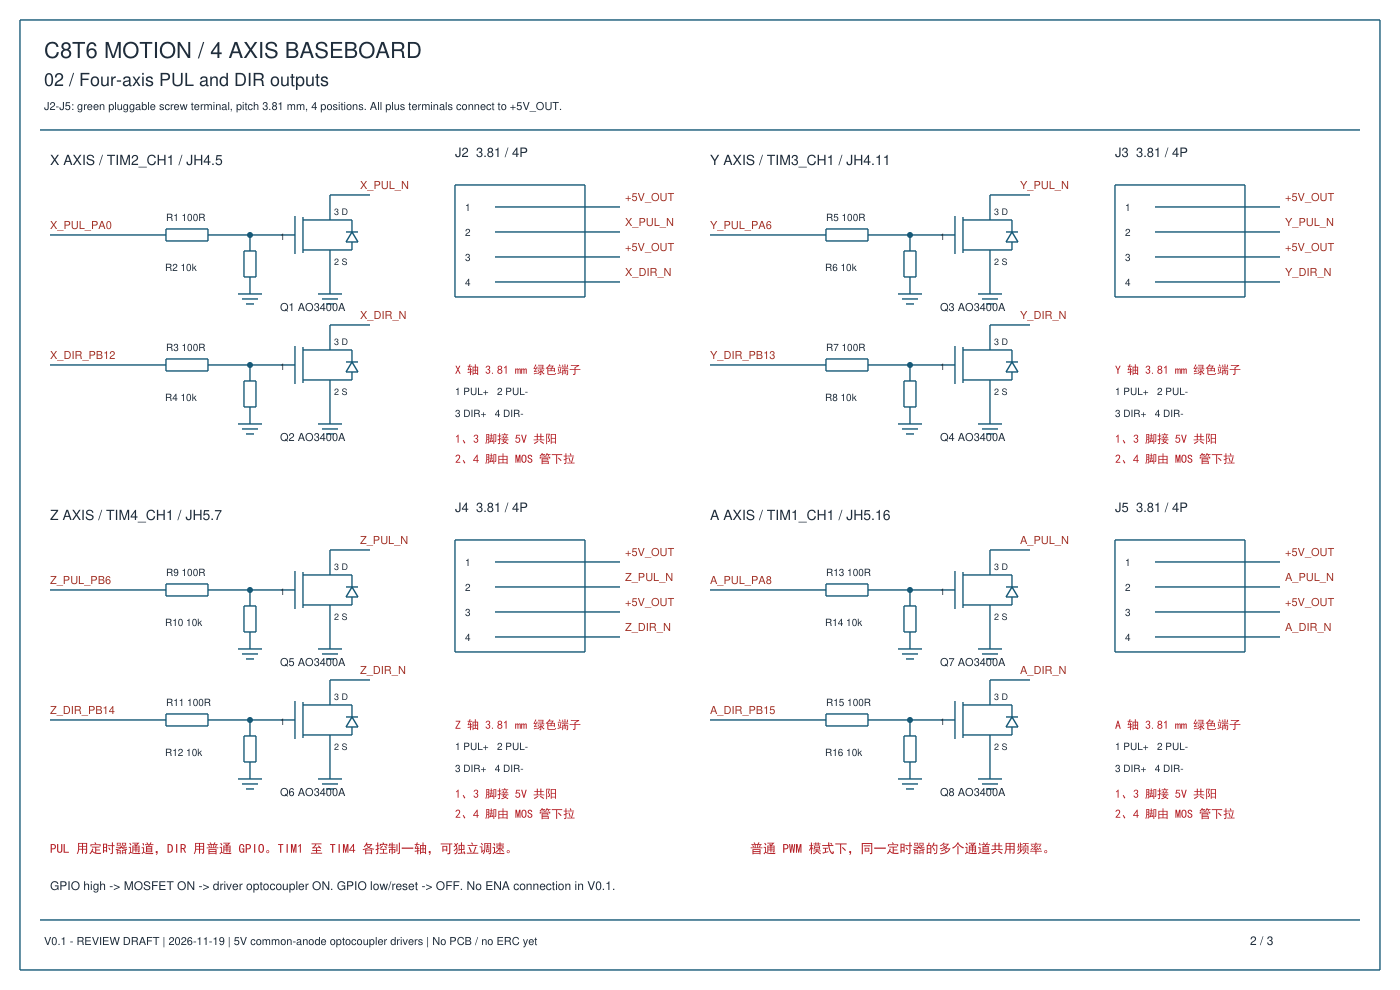 C8T6 MOTION / 4 AXIS BASEBOARD
02 / Four-axis PUL and DIR outputs
J2-J5: green pluggable screw terminal, pitch 3.81 mm, 4 positions. All plus terminals connect to +5V_OUT.
X AXIS / TIM2_CH1 / JH4.5
X_PUL_PA0
R1 100R
R2 10k
1
X_PUL_N
3 D
2 S
Q1 AO3400A
X_DIR_PB12
R3 100R
R4 10k
1
X_DIR_N
3 D
2 S
Q2 AO3400A
J2 3.81 / 4P
1 +5V_OUT
2 X_PUL_N
3 +5V_OUT
4 X_DIR_N
X 轴 3.81 mm 绿色端子
1 PUL+ 2 PUL-
3 DIR+ 4 DIR-
1、3 脚接 5V 共阳
2、4 脚由 MOS 管下拉
Y AXIS / TIM3_CH1 / JH4.11
Y_PUL_PA6
R5 100R
R6 10k
1
Y_PUL_N
3 D
2 S
Q3 AO3400A
Y_DIR_PB13
R7 100R
R8 10k
1
Y_DIR_N
3 D
2 S
Q4 AO3400A
J3 3.81 / 4P
1 +5V_OUT
2 Y_PUL_N
3 +5V_OUT
4 Y_DIR_N
Y 轴 3.81 mm 绿色端子
1 PUL+ 2 PUL-
3 DIR+ 4 DIR-
1、3 脚接 5V 共阳
2、4 脚由 MOS 管下拉
Z AXIS / TIM4_CH1 / JH5.7
Z_PUL_PB6
R9 100R
R10 10k
1
Z_PUL_N
3 D
2 S
Q5 AO3400A
Z_DIR_PB14
R11 100R
R12 10k
1
Z_DIR_N
3 D
2 S
Q6 AO3400A
J4 3.81 / 4P
1 +5V_OUT
2 Z_PUL_N
3 +5V_OUT
4 Z_DIR_N
Z 轴 3.81 mm 绿色端子
1 PUL+ 2 PUL-
3 DIR+ 4 DIR-
1、3 脚接 5V 共阳
2、4 脚由 MOS 管下拉
A AXIS / TIM1_CH1 / JH5.16
A_PUL_PA8
R13 100R
R14 10k
1
A_PUL_N
3 D
2 S
Q7 AO3400A
A_DIR_PB15
R15 100R
R16 10k
1
A_DIR_N
3 D
2 S
Q8 AO3400A
J5 3.81 / 4P
1 +5V_OUT
2 A_PUL_N
3 +5V_OUT
4 A_DIR_N
A 轴 3.81 mm 绿色端子
1 PUL+ 2 PUL-
3 DIR+ 4 DIR-
1、3 脚接 5V 共阳
2、4 脚由 MOS 管下拉
PUL 用定时器通道，DIR 用普通 GPIO。TIM1 至 TIM4 各控制一轴，可独立调速。
普通 PWM 模式下，同一定时器的多个通道共用频率。
GPIO high -> MOSFET ON -> driver optocoupler ON. GPIO low/reset -> OFF. No ENA connection in V0.1.
V0.1 - REVIEW DRAFT | 2026-11-19 | 5V common-anode optocoupler drivers | No PCB / no ERC yet
2 / 3